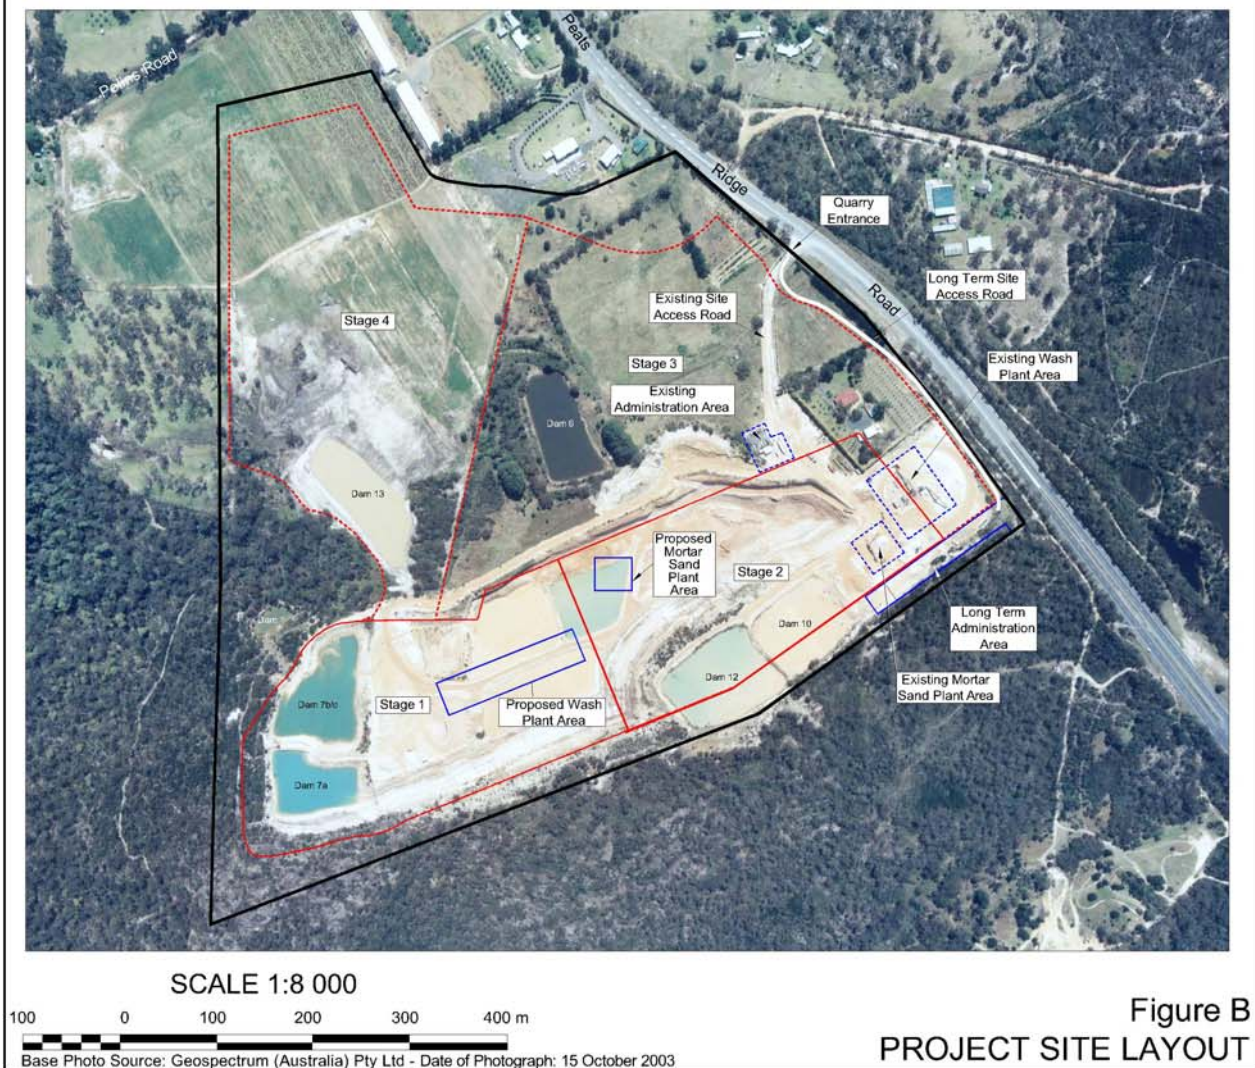 Peats
Pellins Road
Ridge
Quarry
Entrance
Long Term Site
Access Road
Existing Site
Access Road
Road
Stage 4
Existing Wash
Plant Area
Stage 3
Existing
Administration Area
Dam 6
Dam 13
Proposed
Mortar
Sand
Plant
Area
Stage 2
Dam
Dam 10
Long Term
Administration
Area
Dam 12
Existing Mortar
Sand Plant Area
Dam 7b/c
Stage 1
Proposed Wash
Plant Area
Dam 7a
SCALE 1:8 000
100 0 100 200 300 400 m
Base Photo Source: Geospectrum (Australia) Pty Ltd - Date of Photograph: 15 October 2003
Figure B
PROJECT SITE LAYOUT